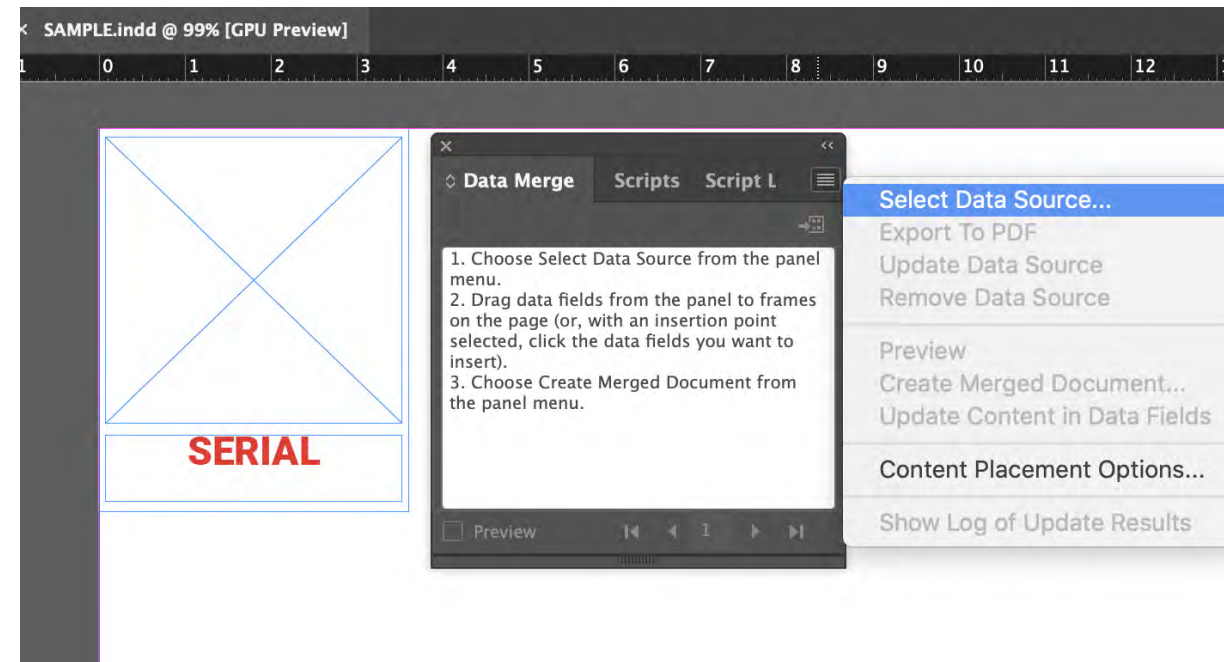 × SAMPLE.indd @ 99% [GPU Preview]
1 0 1 2 3 4 5 6 7 8 9 10 11 12
Data Merge Scripts Script L
1. Choose Select Data Source from the panel
menu.
2. Drag data fields from the panel to frames
on the page (or, with an insertion point
selected, click the data fields you want to
insert).
3. Choose Create Merged Document from
the panel menu.
Preview 1
SERIAL
Select Data Source...
Export To PDF
Update Data Source
Remove Data Source
Preview
Create Merged Document...
Update Content in Data Fields
Content Placement Options...
Show Log of Update Results